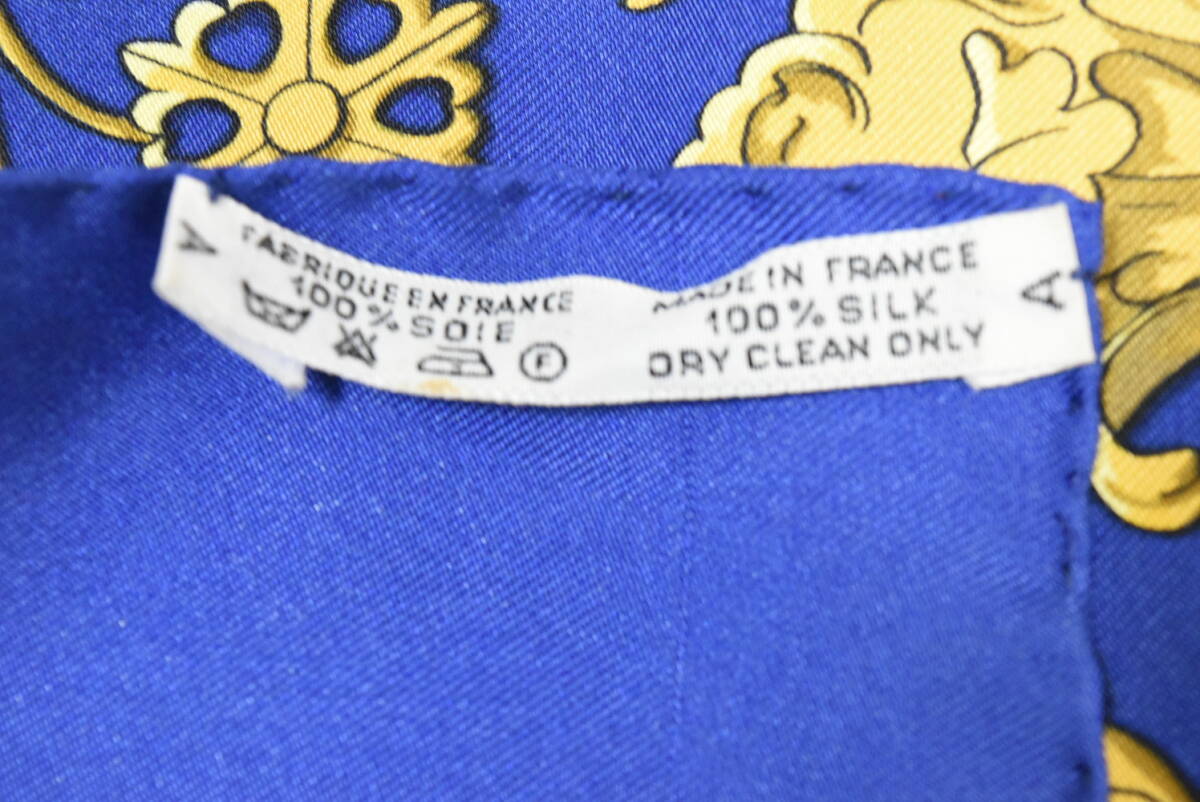 V
FABRIQUE EN FRANCE
100% SOIE
F
MADE IN FRANCE
100% SILK
DRY CLEAN ONLY
A